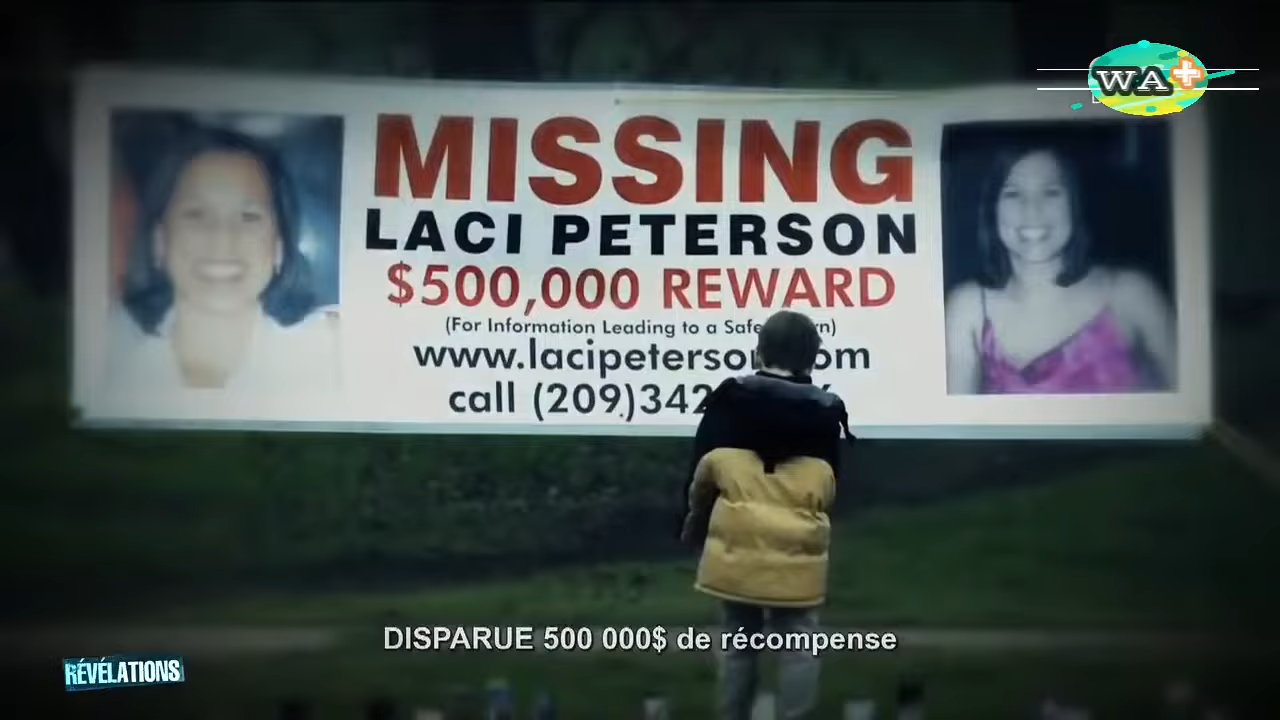 WA+
MISSING
LACI PETERSON
$500,000 REWARD
(For Information Leading to a Safe
www.lacipeterso
call (209)342
DISPARUE 500 000$ de récompense
RÉVÉLATIONS